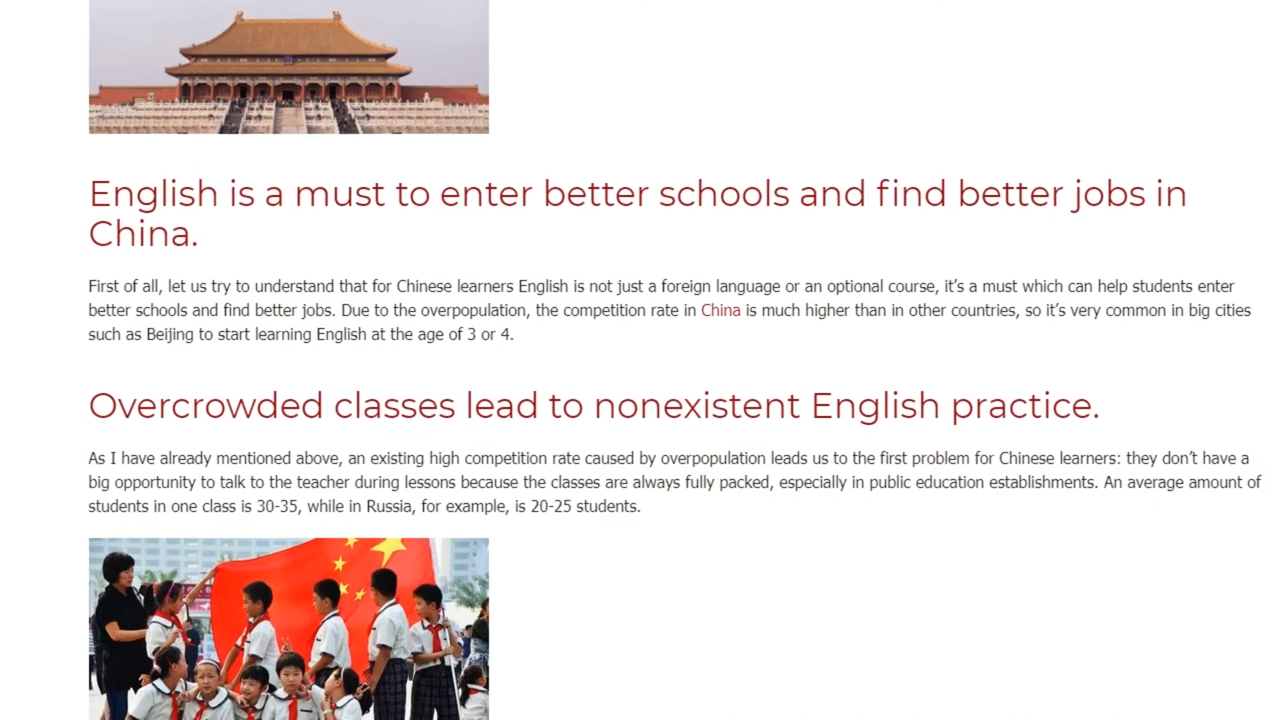 English is a must to enter better schools and find better jobs in
China.
First of all, let us try to understand that for Chinese learners English is not just a foreign language or an optional course, it’s a must which can help students enter
better schools and find better jobs. Due to the overpopulation, the competition rate in China is much higher than in other countries, so it’s very common in big cities
such as Beijing to start learning English at the age of 3 or 4.
Overcrowded classes lead to nonexistent English practice.
As I have already mentioned above, an existing high competition rate caused by overpopulation leads us to the first problem for Chinese learners: they don’t have a
big opportunity to talk to the teacher during lessons because the classes are always fully packed, especially in public education establishments. An average amount of
students in one class is 30-35, while in Russia, for example, is 20-25 students.